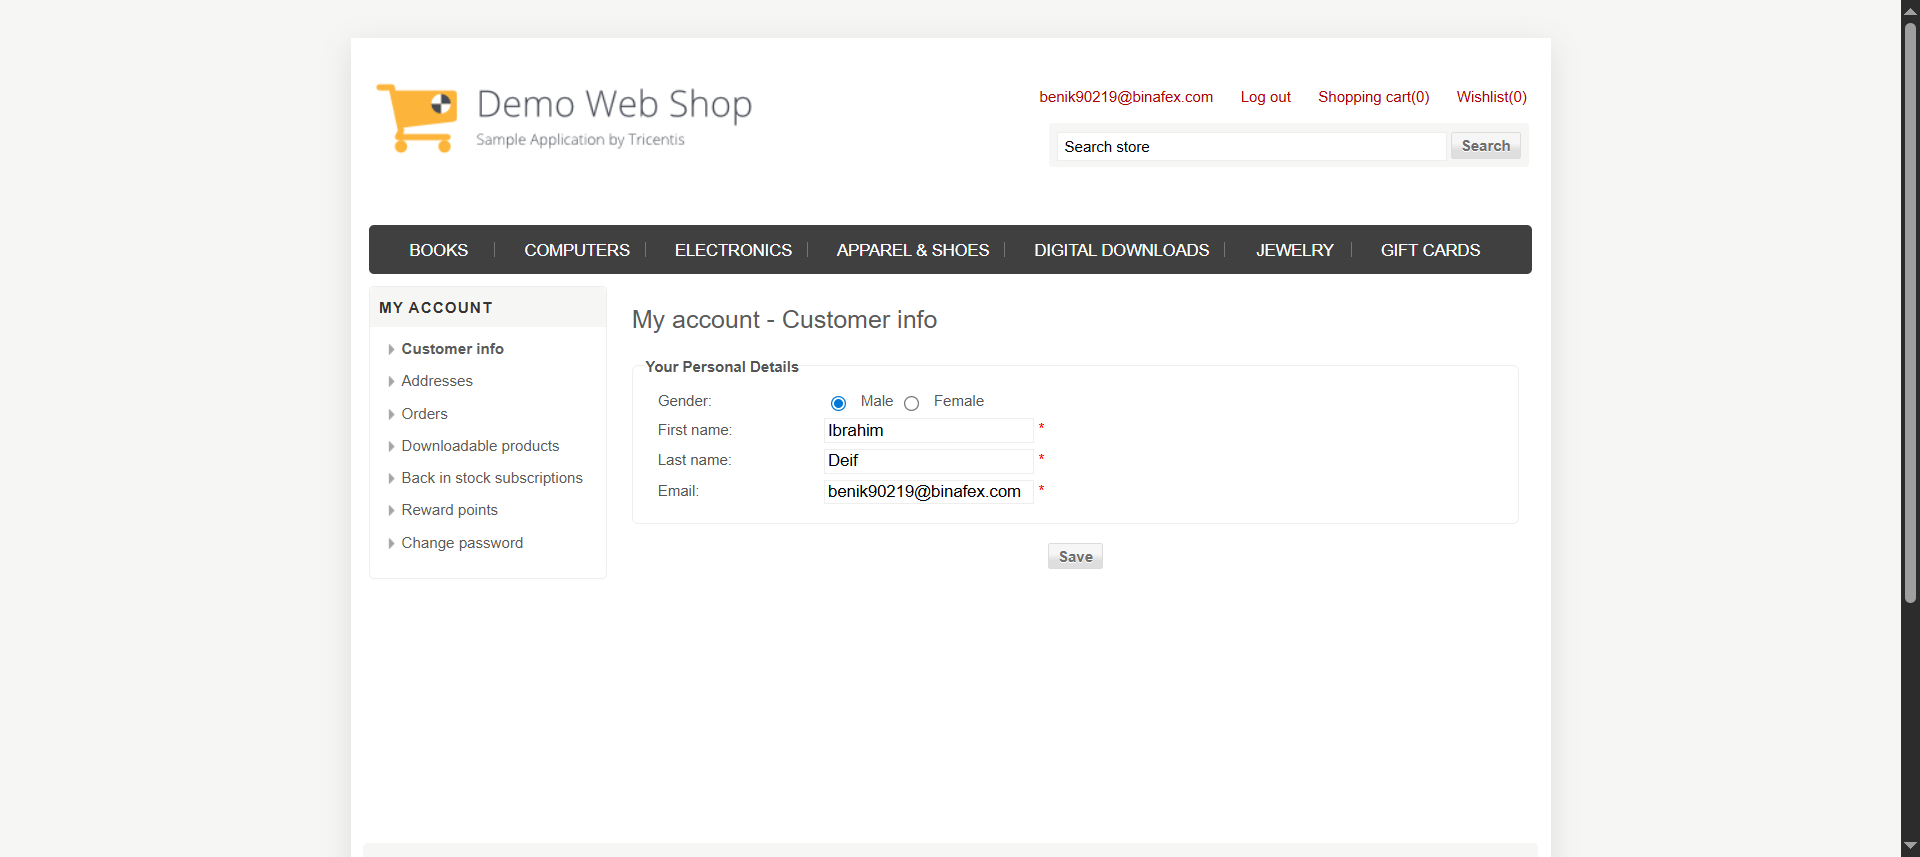 Demo Web Shop
Sample Application by Tricentis
benik90219@binafex.com Log out Shopping cart(0) Wishlist(0)
Search store Search
BOOKS COMPUTERS ELECTRONICS APPAREL & SHOES DIGITAL DOWNLOADS JEWELRY GIFT CARDS
MY ACCOUNT
Customer info
Addresses
Orders
Downloadable products
Back in stock subscriptions
Reward points
Change password
My account - Customer info
Your Personal Details
Gender: Male Female
First name: Ibrahim *
Last name: Deif *
Email: benik90219@binafex.com *
Save